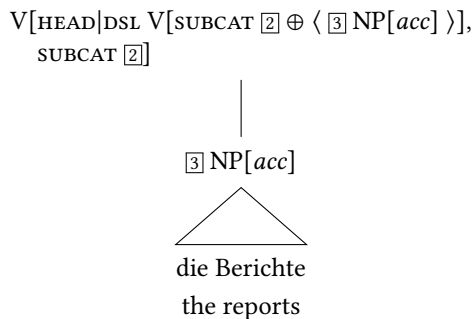 V[HEAD|DSL V[SUBCAT 2 ⊕ ⟨ 3 NP[acc] ⟩],
SUBCAT 2]
3 NP[acc]
die Berichte
the reports